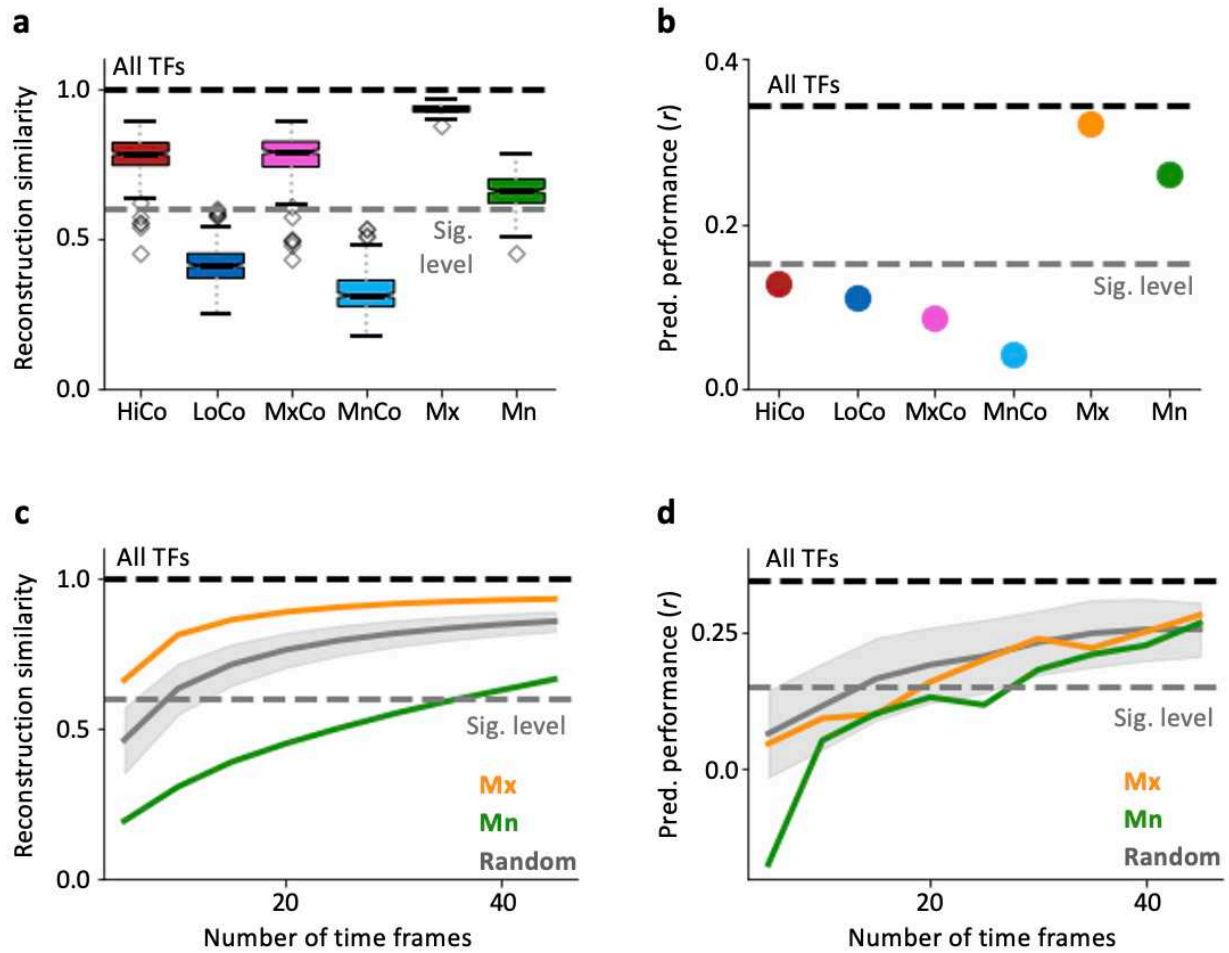 a
All TFs
1.0
0.5
0.0
Reconstruction similarity
Sig.
level
HiCo LoCo MxCo MnCo Mx Mn
b
0.4
All TFs
0.2
0.0
Pred. performance (r)
Sig. level
HiCo LoCo MxCo MnCo Mx Mn
c
All TFs
1.0
0.5
0.0
Reconstruction similarity
Sig. level
Mx
Mn
Random
20 40
Number of time frames
d
All TFs
0.25
0.0
Pred. performance (r)
Sig. level
Mx
Mn
Random
20 40
Number of time frames